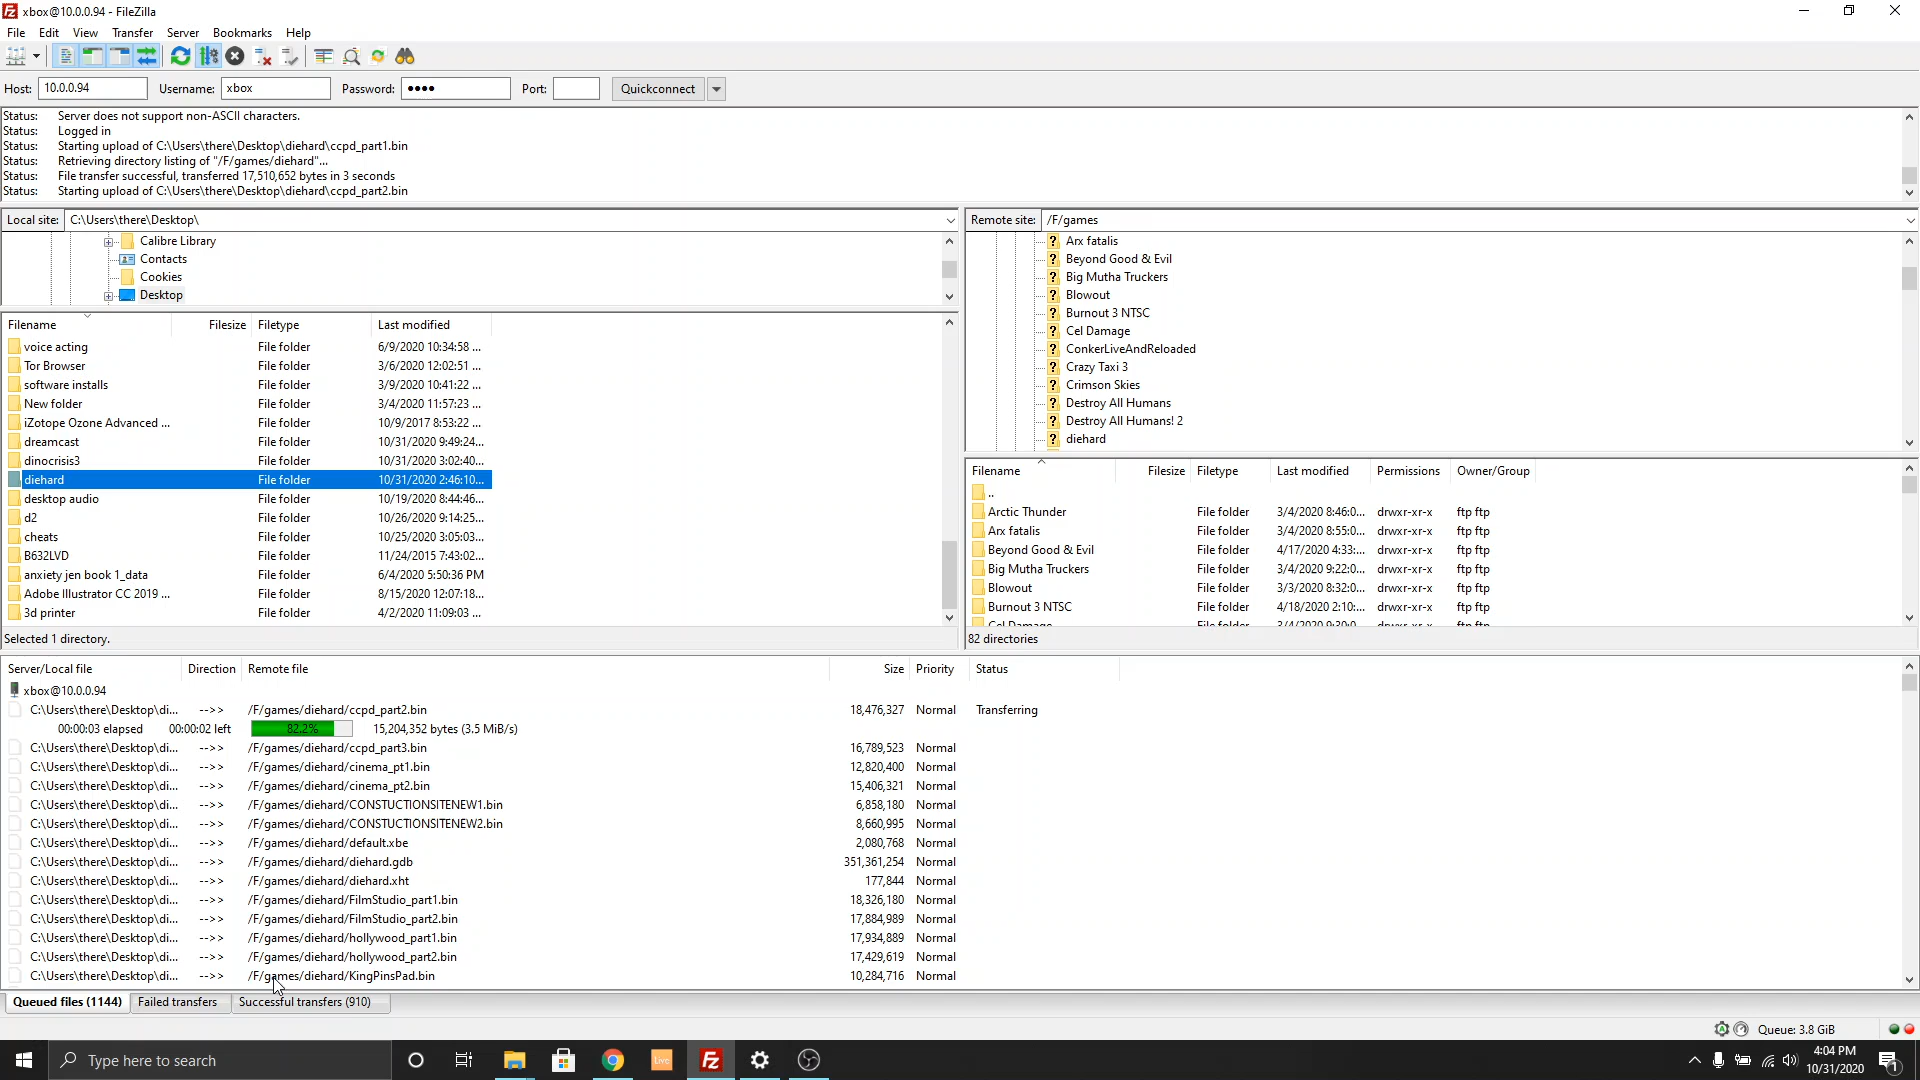 xbox@10.0.0.94 - FileZilla
File Edit View Transfer Server Bookmarks Help
Host: 10.0.0.94 Username: xbox Password: ●●●● Port: Quickconnect
Status: Server does not support non-ASCII characters.
Status: Logged in
Status: Starting upload of C:\Users\there\Desktop\diehard\ccpd_part1.bin
Status: Retrieving directory listing of "/F/games/diehard"...
Status: File transfer successful, transferred 17,510,652 bytes in 3 seconds
Status: Starting upload of C:\Users\there\Desktop\diehard\ccpd_part2.bin
Local site: C:\Users\there\Desktop\
Calibre Library
Contacts
Cookies
Desktop
Filename Filesize Filetype Last modified
voice acting File folder 6/9/2020 10:34:58 ...
Tor Browser File folder 3/6/2020 12:02:51 ...
software installs File folder 3/9/2020 10:41:22 ...
New folder File folder 3/4/2020 11:57:23 ...
iZotope Ozone Advanced ... File folder 10/9/2017 8:53:22 ...
dreamcast File folder 10/31/2020 9:49:24...
dinocrisis3 File folder 10/31/2020 3:02:40...
diehard File folder 10/31/2020 2:46:10...
desktop audio File folder 10/19/2020 8:44:46...
d2 File folder 10/26/2020 9:14:25...
cheats File folder 10/25/2020 3:05:03...
B632LVD File folder 11/24/2015 7:43:02...
anxiety jen book 1_data File folder 6/4/2020 5:50:36 PM
Adobe Illustrator CC 2019 ... File folder 8/15/2020 12:07:18...
3d printer File folder 4/2/2020 11:09:03 ...
Selected 1 directory.
Remote site: /F/games
Arx fatalis
Beyond Good & Evil
Big Mutha Truckers
Blowout
Burnout 3 NTSC
Cel Damage
ConkerLiveAndReloaded
Crazy Taxi 3
Crimson Skies
Destroy All Humans
Destroy All Humans! 2
diehard
Filename Filesize Filetype Last modified Permissions Owner/Group
..
Arctic Thunder File folder 3/4/2020 8:46:0... drwxr-xr-x ftp ftp
Arx fatalis File folder 3/4/2020 8:55:0... drwxr-xr-x ftp ftp
Beyond Good & Evil File folder 4/17/2020 4:33:... drwxr-xr-x ftp ftp
Big Mutha Truckers File folder 3/4/2020 9:22:0... drwxr-xr-x ftp ftp
Blowout File folder 3/3/2020 8:32:0... drwxr-xr-x ftp ftp
Burnout 3 NTSC File folder 4/18/2020 2:10:... drwxr-xr-x ftp ftp
Cel Damage File folder 3/4/2020 9:30:0... drwxr-xr-x ftp ftp
82 directories
Server/Local file Direction Remote file Size Priority Status
xbox@10.0.0.94
C:\Users\there\Desktop\di... -->> /F/games/diehard/ccpd_part2.bin 18,476,327 Normal Transferring
00:00:03 elapsed 00:00:02 left 82.2% 15,204,352 bytes (3.5 MiB/s)
C:\Users\there\Desktop\di... -->> /F/games/diehard/ccpd_part3.bin 16,789,523 Normal
C:\Users\there\Desktop\di... -->> /F/games/diehard/cinema_pt1.bin 12,820,400 Normal
C:\Users\there\Desktop\di... -->> /F/games/diehard/cinema_pt2.bin 15,406,321 Normal
C:\Users\there\Desktop\di... -->> /F/games/diehard/CONSTUCTIONSITENEW1.bin 6,858,180 Normal
C:\Users\there\Desktop\di... -->> /F/games/diehard/CONSTUCTIONSITENEW2.bin 8,660,995 Normal
C:\Users\there\Desktop\di... -->> /F/games/diehard/default.xbe 2,080,768 Normal
C:\Users\there\Desktop\di... -->> /F/games/diehard/diehard.gdb 351,361,254 Normal
C:\Users\there\Desktop\di... -->> /F/games/diehard/diehard.xht 177,844 Normal
C:\Users\there\Desktop\di... -->> /F/games/diehard/FilmStudio_part1.bin 18,326,180 Normal
C:\Users\there\Desktop\di... -->> /F/games/diehard/FilmStudio_part2.bin 17,884,989 Normal
C:\Users\there\Desktop\di... -->> /F/games/diehard/hollywood_part1.bin 17,934,889 Normal
C:\Users\there\Desktop\di... -->> /F/games/diehard/hollywood_part2.bin 17,429,619 Normal
C:\Users\there\Desktop\di... -->> /F/games/diehard/KingPinsPad.bin 10,284,716 Normal
Queued files (1144) Failed transfers Successful transfers (910)
Queue: 3.8 GiB
Type here to search
Live
4:04 PM
10/31/2020
1